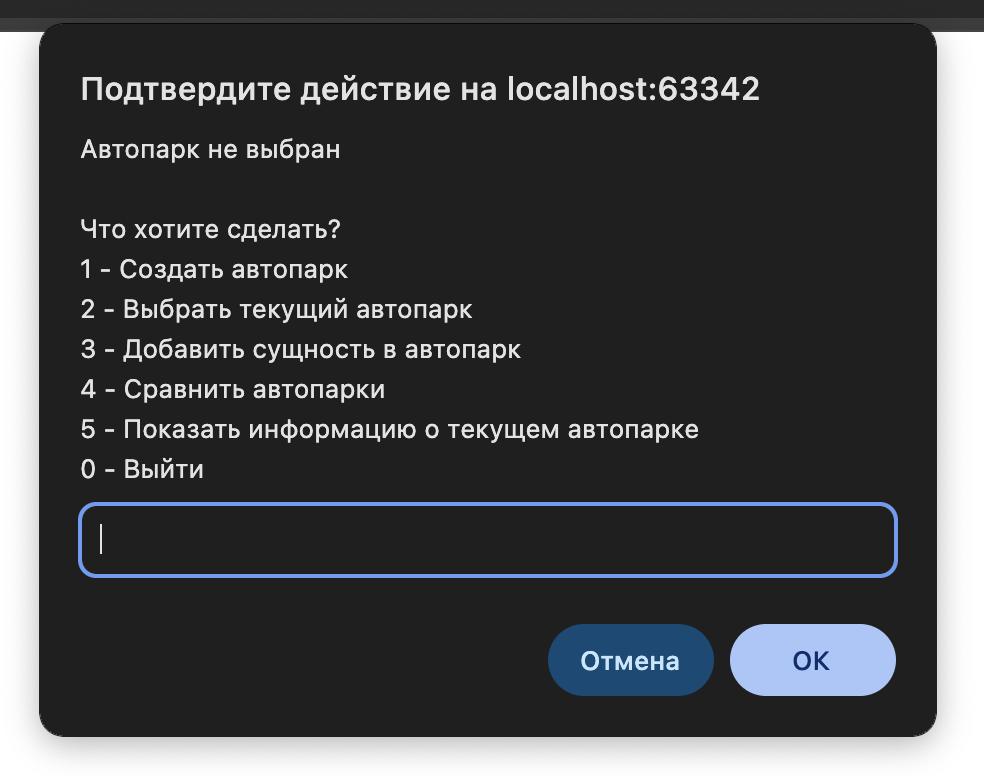 Подтвердите действие на localhost:63342
Автопарк не выбран
Что хотите сделать?
1 - Создать автопарк
2 - Выбрать текущий автопарк
3 - Добавить сущность в автопарк
4 - Сравнить автопарки
5 - Показать информацию о текущем автопарке
0 - Выйти
Отмена
ОК